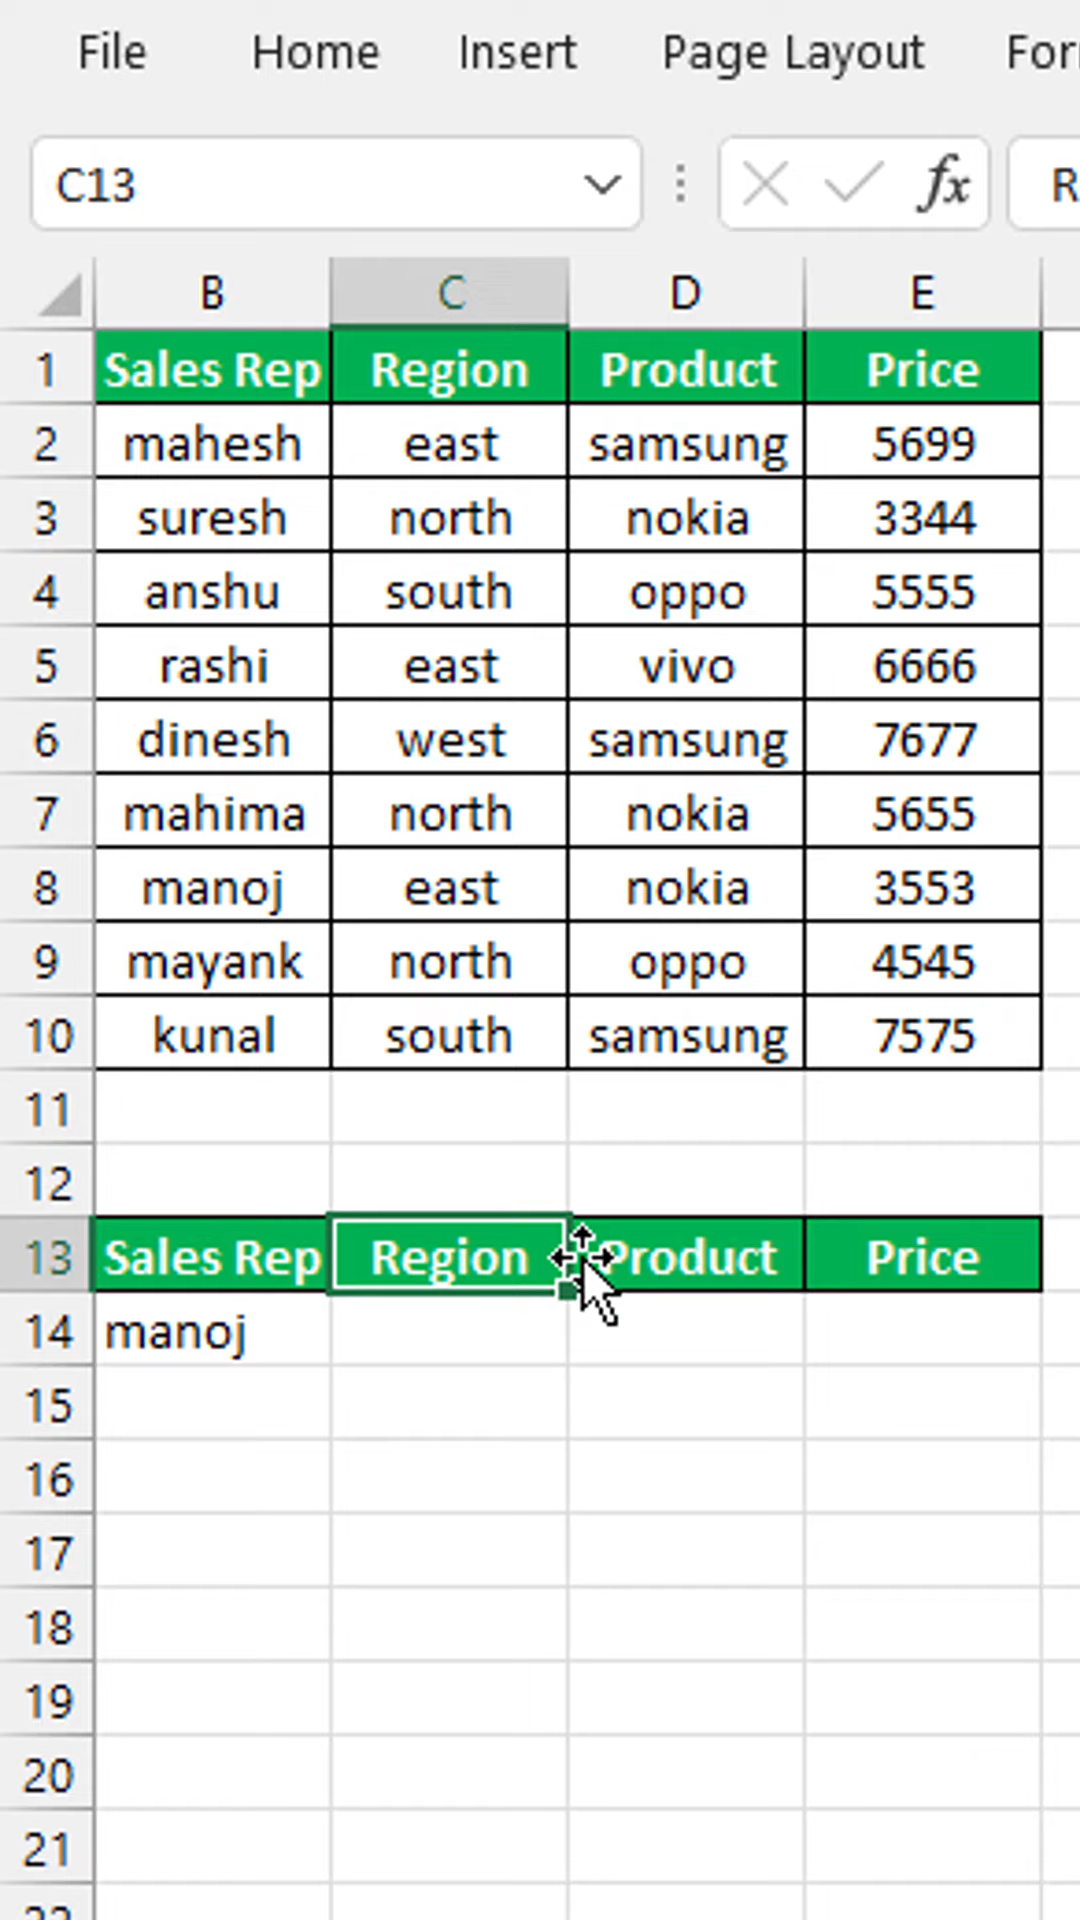 File Home Insert Page Layout For
C13 fx R
B C D E
1 Sales Rep Region Product Price
2 mahesh east samsung 5699
3 suresh north nokia 3344
4 anshu south oppo 5555
5 rashi east vivo 6666
6 dinesh west samsung 7677
7 mahima north nokia 5655
8 manoj east nokia 3553
9 mayank north oppo 4545
10 kunal south samsung 7575
11
12
13 Sales Rep Region Product Price
14 manoj
15
16
17
18
19
20
21
22